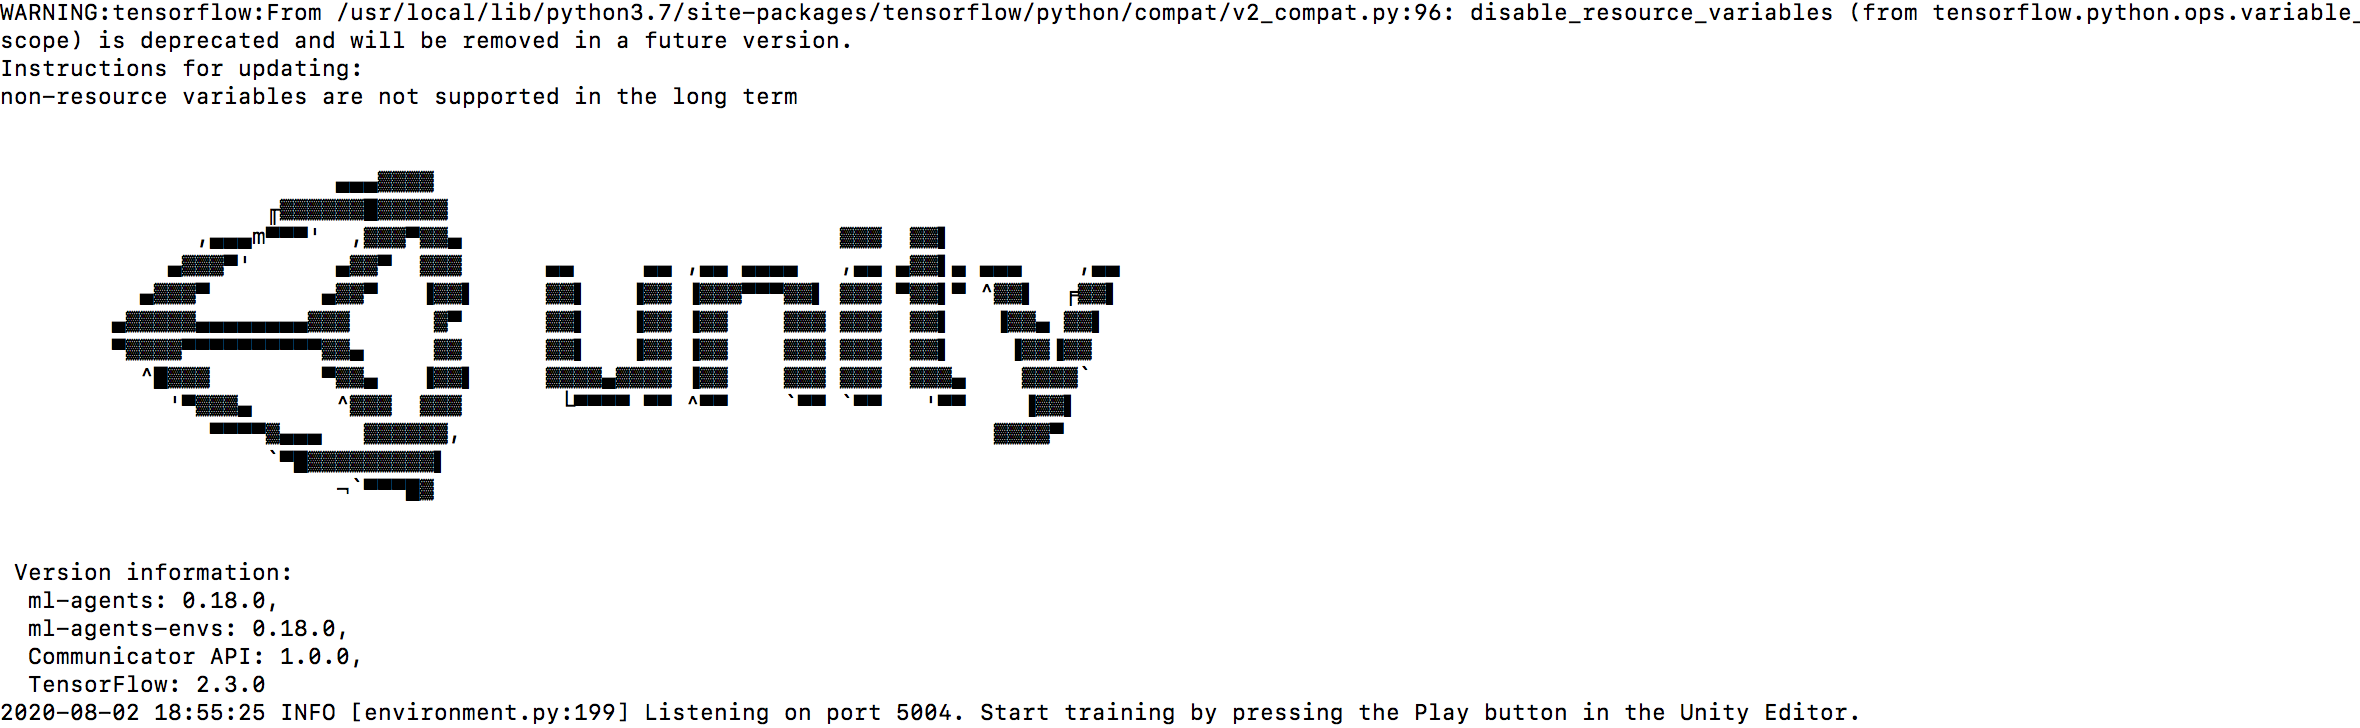 WARNING:tensorflow:From /usr/local/lib/python3.7/site-packages/tensorflow/python/compat/v2_compat.py:96: disable_resource_variables (from tensorflow.python.ops.variable_
scope) is deprecated and will be removed in a future version.
Instructions for updating:
non-resource variables are not supported in the long term
unity
Version information:
ml-agents: 0.18.0,
ml-agents-envs: 0.18.0,
Communicator API: 1.0.0,
TensorFlow: 2.3.0
2020-08-02 18:55:25 INFO [environment.py:199] Listening on port 5004. Start training by pressing the Play button in the Unity Editor.